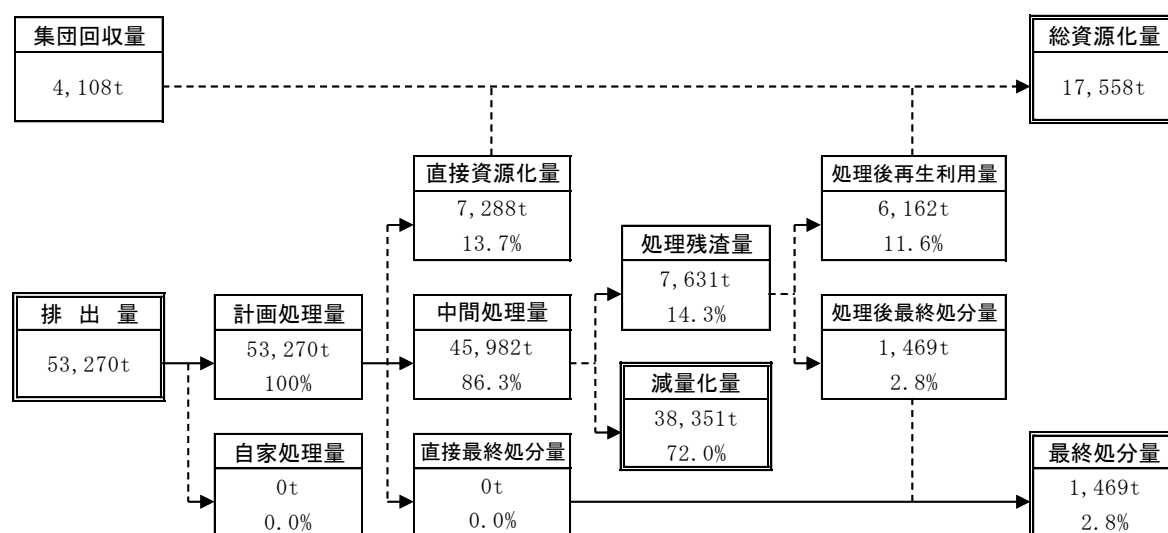 集団回収量
4,108t
総資源化量
17,558t
直接資源化量
7,288t
13.7%
処理後再生利用量
6,162t
11.6%
処理残渣量
7,631t
14.3%
排出量
53,270t
計画処理量
53,270t
100%
中間処理量
45,982t
86.3%
処理後最終処分量
1,469t
2.8%
減量化量
38,351t
72.0%
自家処理量
0t
0.0%
直接最終処分量
0t
0.0%
最終処分量
1,469t
2.8%